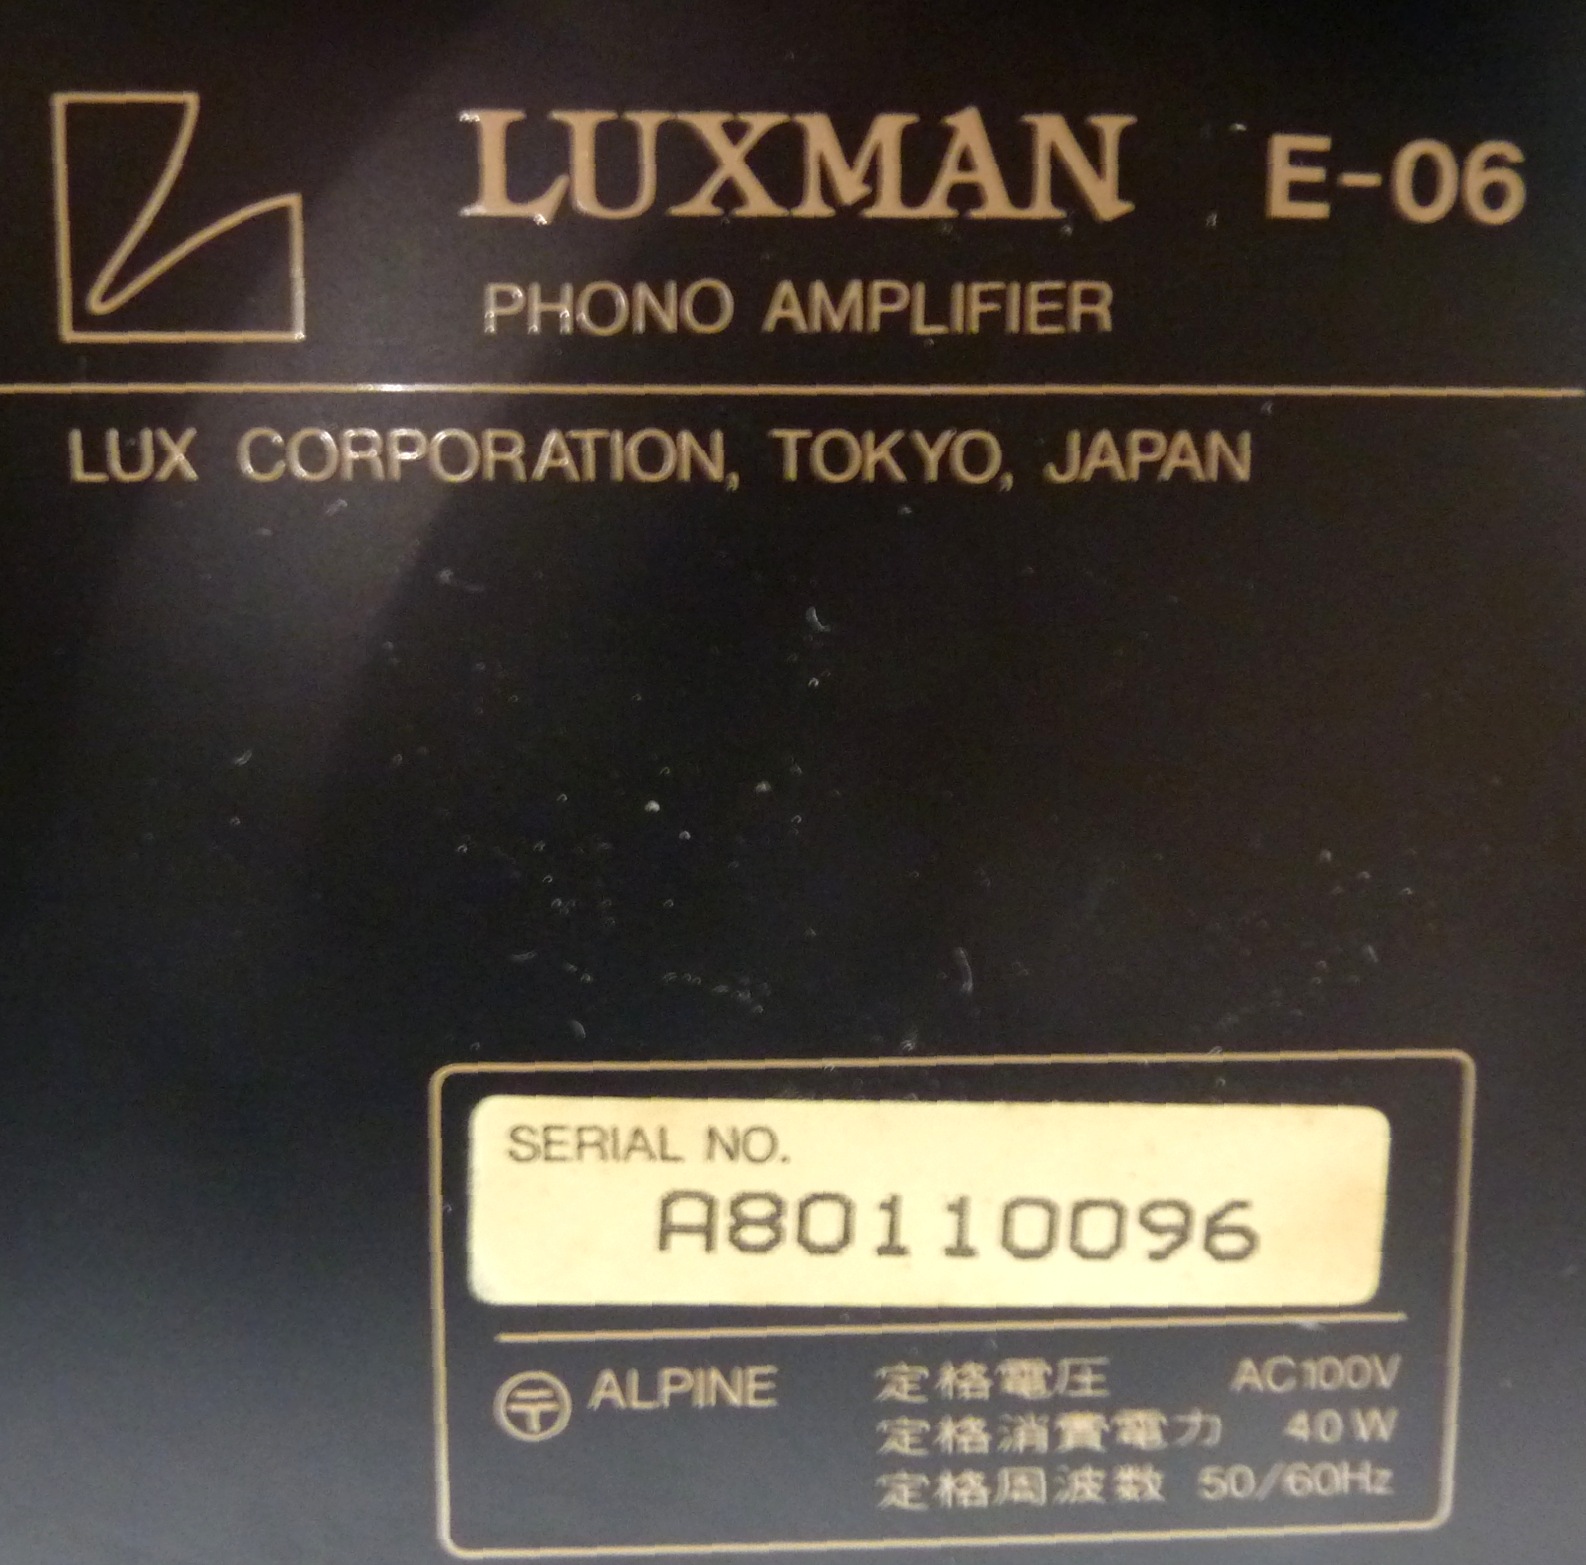 LUXMAN E-06
PHONO AMPLIFIER
LUX CORPORATION, TOKYO, JAPAN
SERIAL NO.
A80110096
〒 ALPINE
定格電圧 AC100V
定格消費電力 40W
定格周波数 50/60Hz